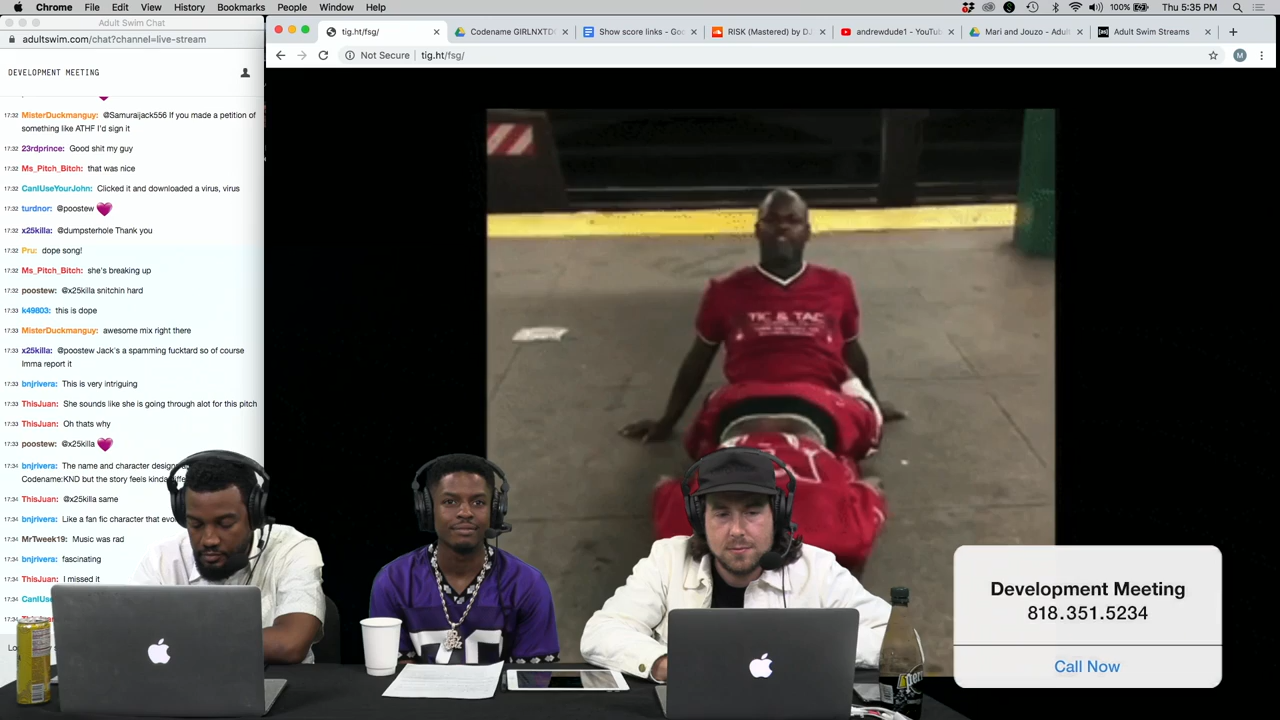 Chrome File Edit View History Bookmarks People Window Help
100% Thu 5:35 PM
Adult Swim Chat
adultswim.com/chat?channel=live-stream
DEVELOPMENT MEETING
17:32 MisterDuckmanguy: @Samuraijack556 If you made a petition of
something like ATHF I'd sign it
17:32 23rdprince: Good shit my guy
17:32 Ms_Pitch_Bitch: that was nice
17:32 CanIUseYourJohn: Clicked it and downloaded a virus, virus
17:32 turdnor: @poostew
17:32 x25killa: @dumpsterhole Thank you
17:32 Pru: dope song!
17:32 Ms_Pitch_Bitch: she's breaking up
17:32 poostew: @x25killa snitchin hard
17:33 k49803: this is dope
17:33 MisterDuckmanguy: awesome mix right there
17:33 x25killa: @poostew Jack's a spamming fucktard so of course
Imma report it
17:33 bnjrivera: This is very intriguing
17:33 ThisJuan: She sounds like she is going through alot for this pitch
17:33 ThisJuan: Oh thats why
17:33 poostew: @x25killa
17:34 bnjrivera: The name and character design
Codename:KND but the story feels kinda
17:34 ThisJuan: @x25killa same
17:34 bnjrivera: Like a fan fic character that
17:34 MrTweek19: Music was rad
17:34 bnjrivera: fascinating
17:34 ThisJuan: I missed it
17:34 CanIUse
17:34
tig.ht/fsg/
Codename GIRLNXTD
Show score links - Goo
RISK (Mastered) by D
andrewdude1 - YouTu
Mari and Jouzo - Adul
Adult Swim Streams
Not Secure tig.ht/fsg/
M
TIC & TAC
Development Meeting
818.351.5234
Call Now